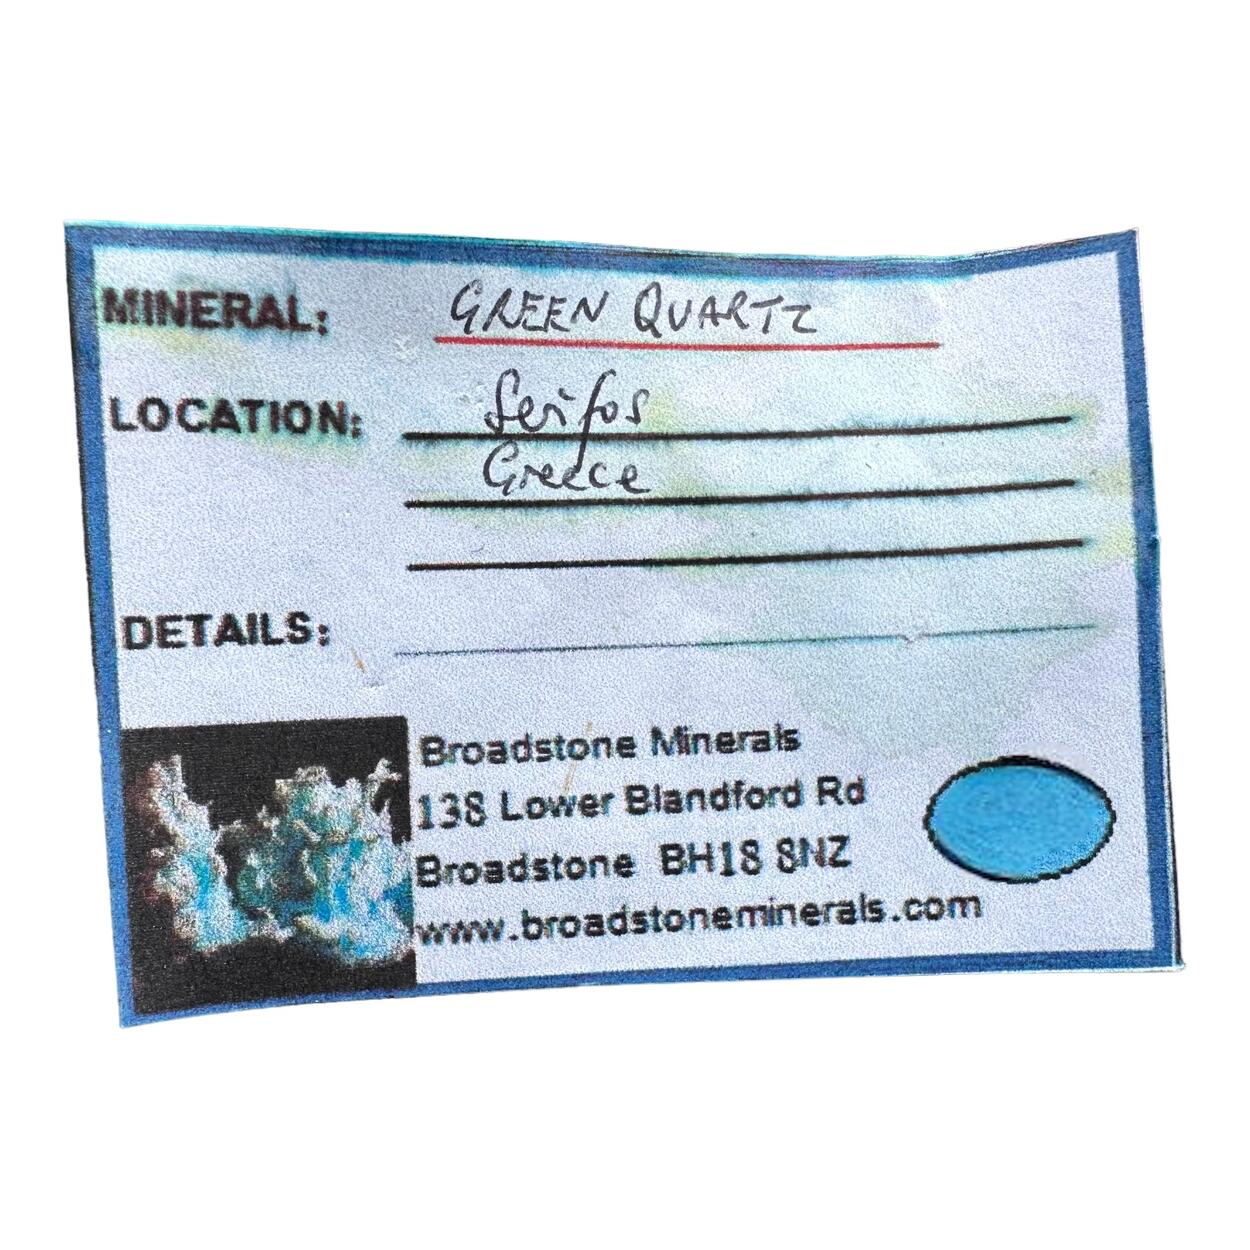 MINERAL: GREEN QUARTZ
LOCATION: Serifos
Greece
DETAILS:
Broadstone Minerals
138 Lower Blandford Rd
Broadstone BH18 8NZ
www.broadstoneminerals.com